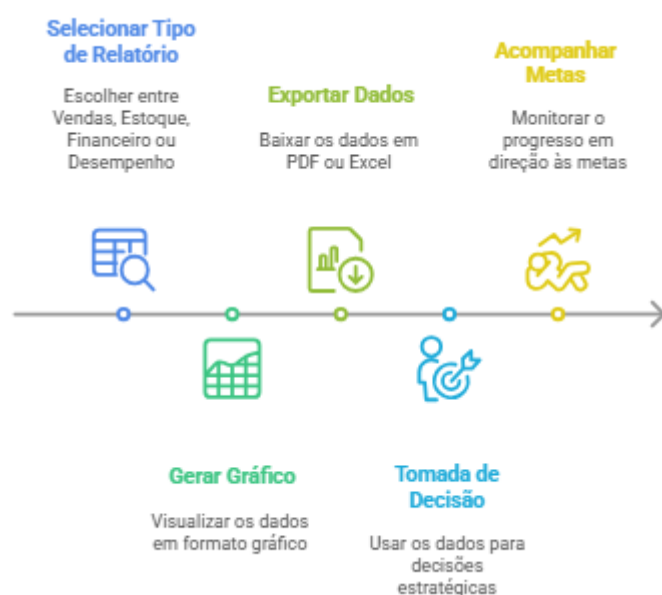 Selecionar Tipo
de Relatório
Escolher entre
Vendas, Estoque,
Financeiro ou
Desempenho
Gerar Gráfico
Visualizar os dados
em formato gráfico
Exportar Dados
Baixar os dados em
PDF ou Excel
Tomada de
Decisão
Usar os dados para
decisões
estratégicas
Acompanhar
Metas
Monitorar o
progresso em
direção às metas